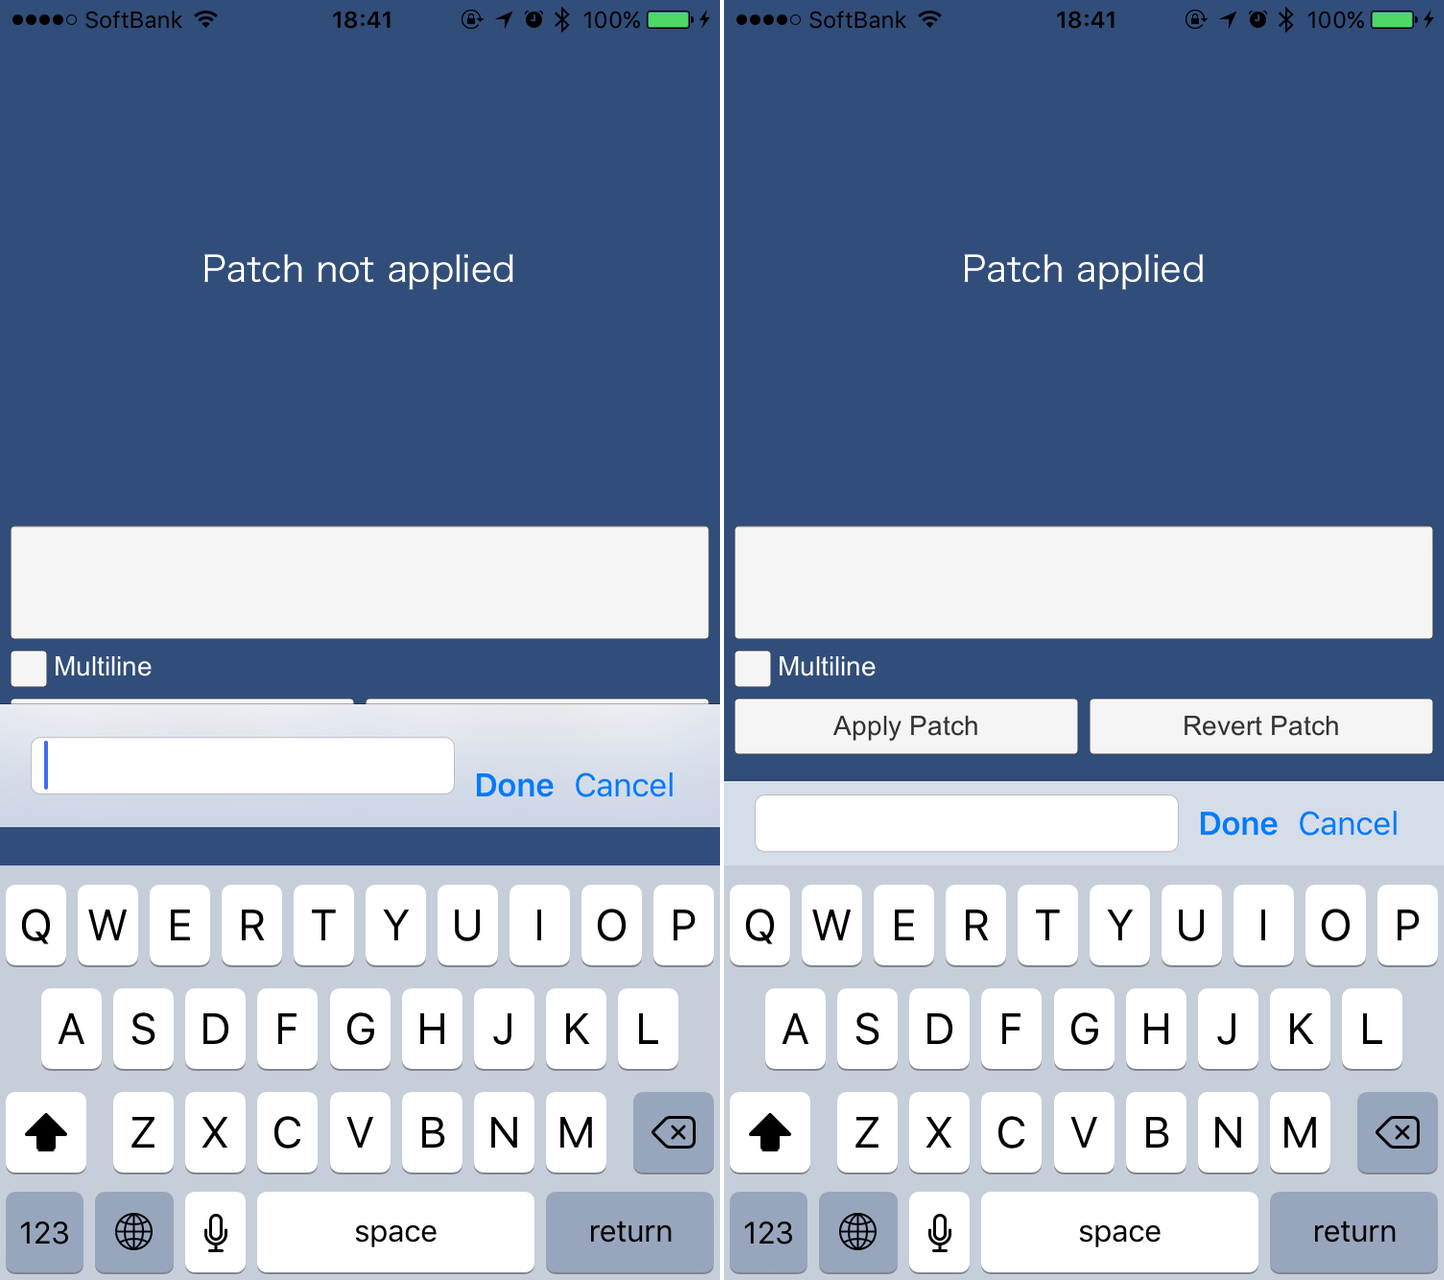 SoftBank 18:41 100%
Patch not applied
Multiline
Done Cancel
Q W E R T Y U I O P
A S D F G H J K L
Z X C V B N M
123 space return
SoftBank 18:41 100%
Patch applied
Multiline
Apply Patch Revert Patch
Done Cancel
Q W E R T Y U I O P
A S D F G H J K L
Z X C V B N M
123 space return